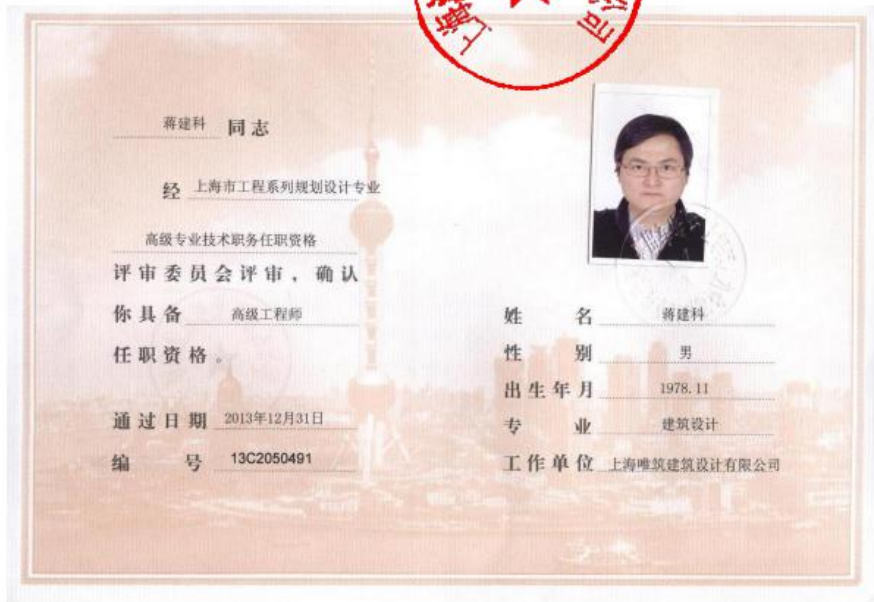 上海
司
蒋建科 同志
经 上海市工程系列规划设计专业
高级专业技术职务任职资格
评审委员会评审，确认
你具备 高级工程师
任职资格。
通过日期 2013年12月31日
编号 13C2050491
姓名 蒋建科
性别 男
出生年月 1978.11
专业 建筑设计
工作单位 上海唯筑建筑设计有限公司